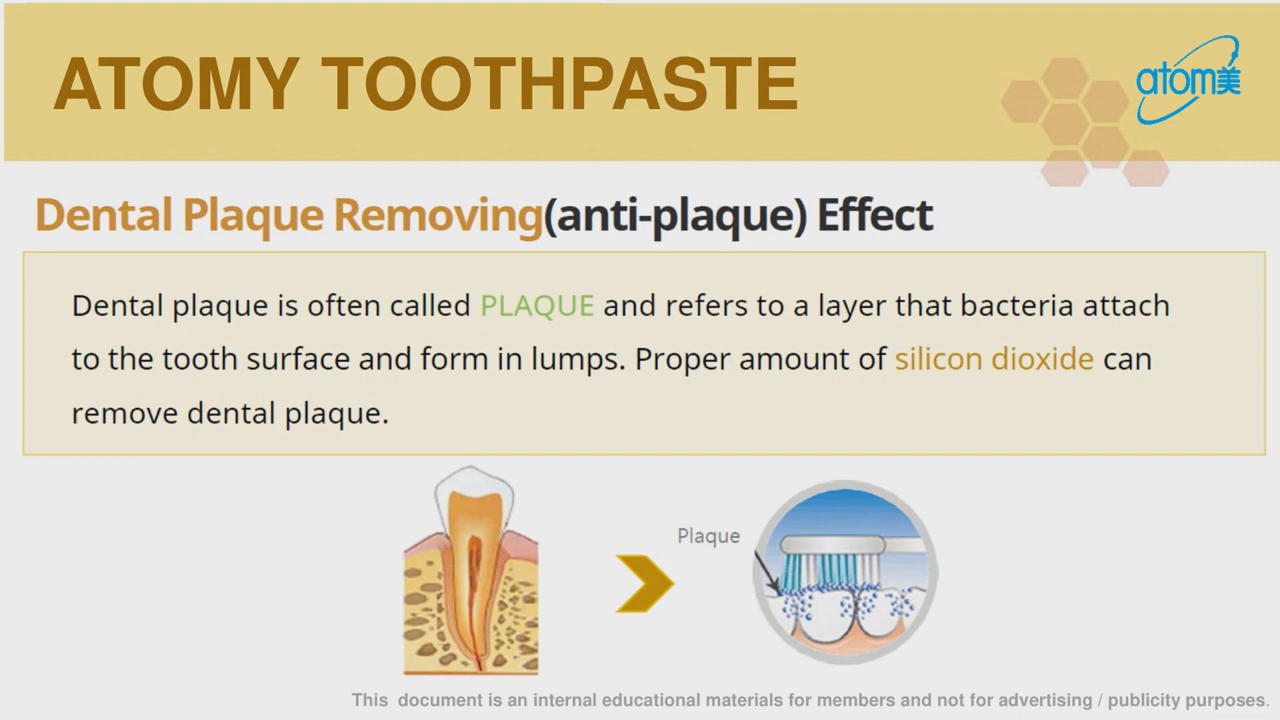 ATOMY TOOTHPASTE
atom美
Dental Plaque Removing(anti-plaque) Effect
Dental plaque is often called PLAQUE and refers to a layer that bacteria attach
to the tooth surface and form in lumps. Proper amount of silicon dioxide can
remove dental plaque.
Plaque
This document is an internal educational materials for members and not for advertising / publicity purposes.